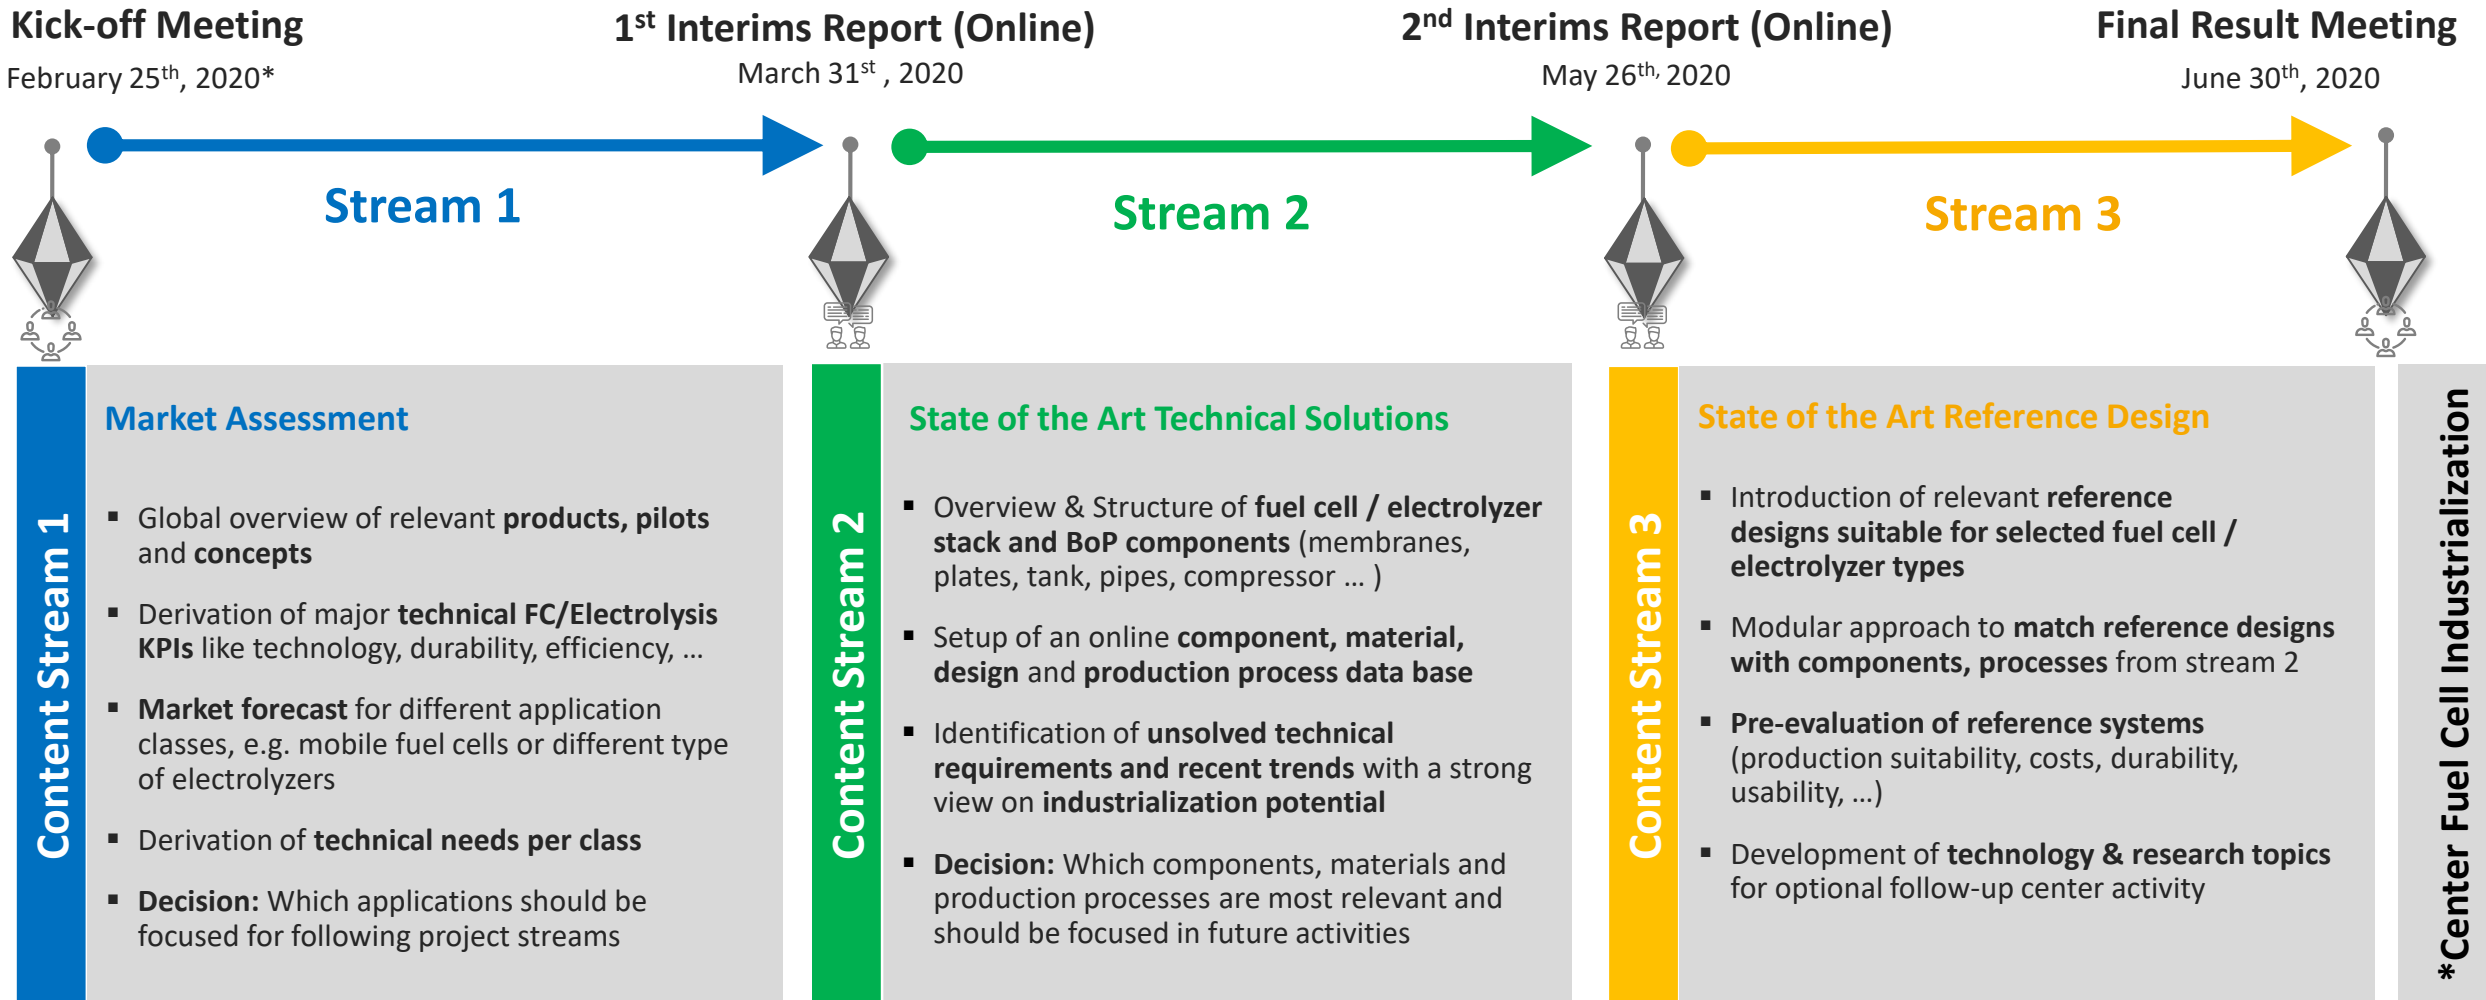 Kick-off Meeting
February 25th, 2020*
1st Interims Report (Online)
March 31st , 2020
2nd Interims Report (Online)
May 26th, 2020
Final Result Meeting
June 30th, 2020
Stream 1
Stream 2
Stream 3
Content Stream 1
Market Assessment
▪ Global overview of relevant products, pilots
and concepts
▪ Derivation of major technical FC/Electrolysis
KPIs like technology, durability, efficiency, …
▪ Market forecast for different application
classes, e.g. mobile fuel cells or different type
of electrolyzers
▪ Derivation of technical needs per class
▪ Decision: Which applications should be
focused for following project streams
Content Stream 2
State of the Art Technical Solutions
▪ Overview & Structure of fuel cell / electrolyzer
stack and BoP components (membranes,
plates, tank, pipes, compressor … )
▪ Setup of an online component, material,
design and production process data base
▪ Identification of unsolved technical
requirements and recent trends with a strong
view on industrialization potential
▪ Decision: Which components, materials and
production processes are most relevant and
should be focused in future activities
Content Stream 3
State of the Art Reference Design
▪ Introduction of relevant reference
designs suitable for selected fuel cell /
electrolyzer types
▪ Modular approach to match reference designs
with components, processes from stream 2
▪ Pre-evaluation of reference systems
(production suitability, costs, durability,
usability, …)
▪ Development of technology & research topics
for optional follow-up center activity
*Center Fuel Cell Industrialization